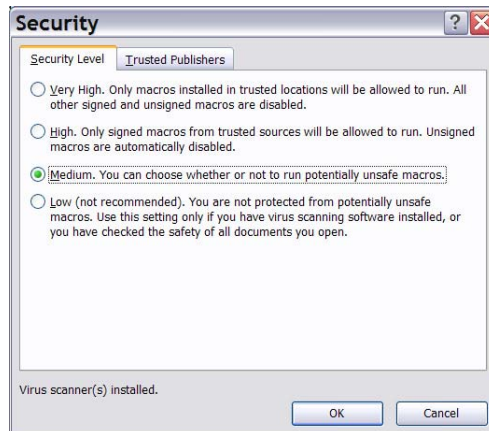 Security
?
X
Security Level
Trusted Publishers
Very High. Only macros installed in trusted locations will be allowed to run. All
other signed and unsigned macros are disabled.
High. Only signed macros from trusted sources will be allowed to run. Unsigned
macros are automatically disabled.
Medium. You can choose whether or not to run potentially unsafe macros.
Low (not recommended). You are not protected from potentially unsafe
macros. Use this setting only if you have virus scanning software installed, or
you have checked the safety of all documents you open.
Virus scanner(s) installed.
OK
Cancel